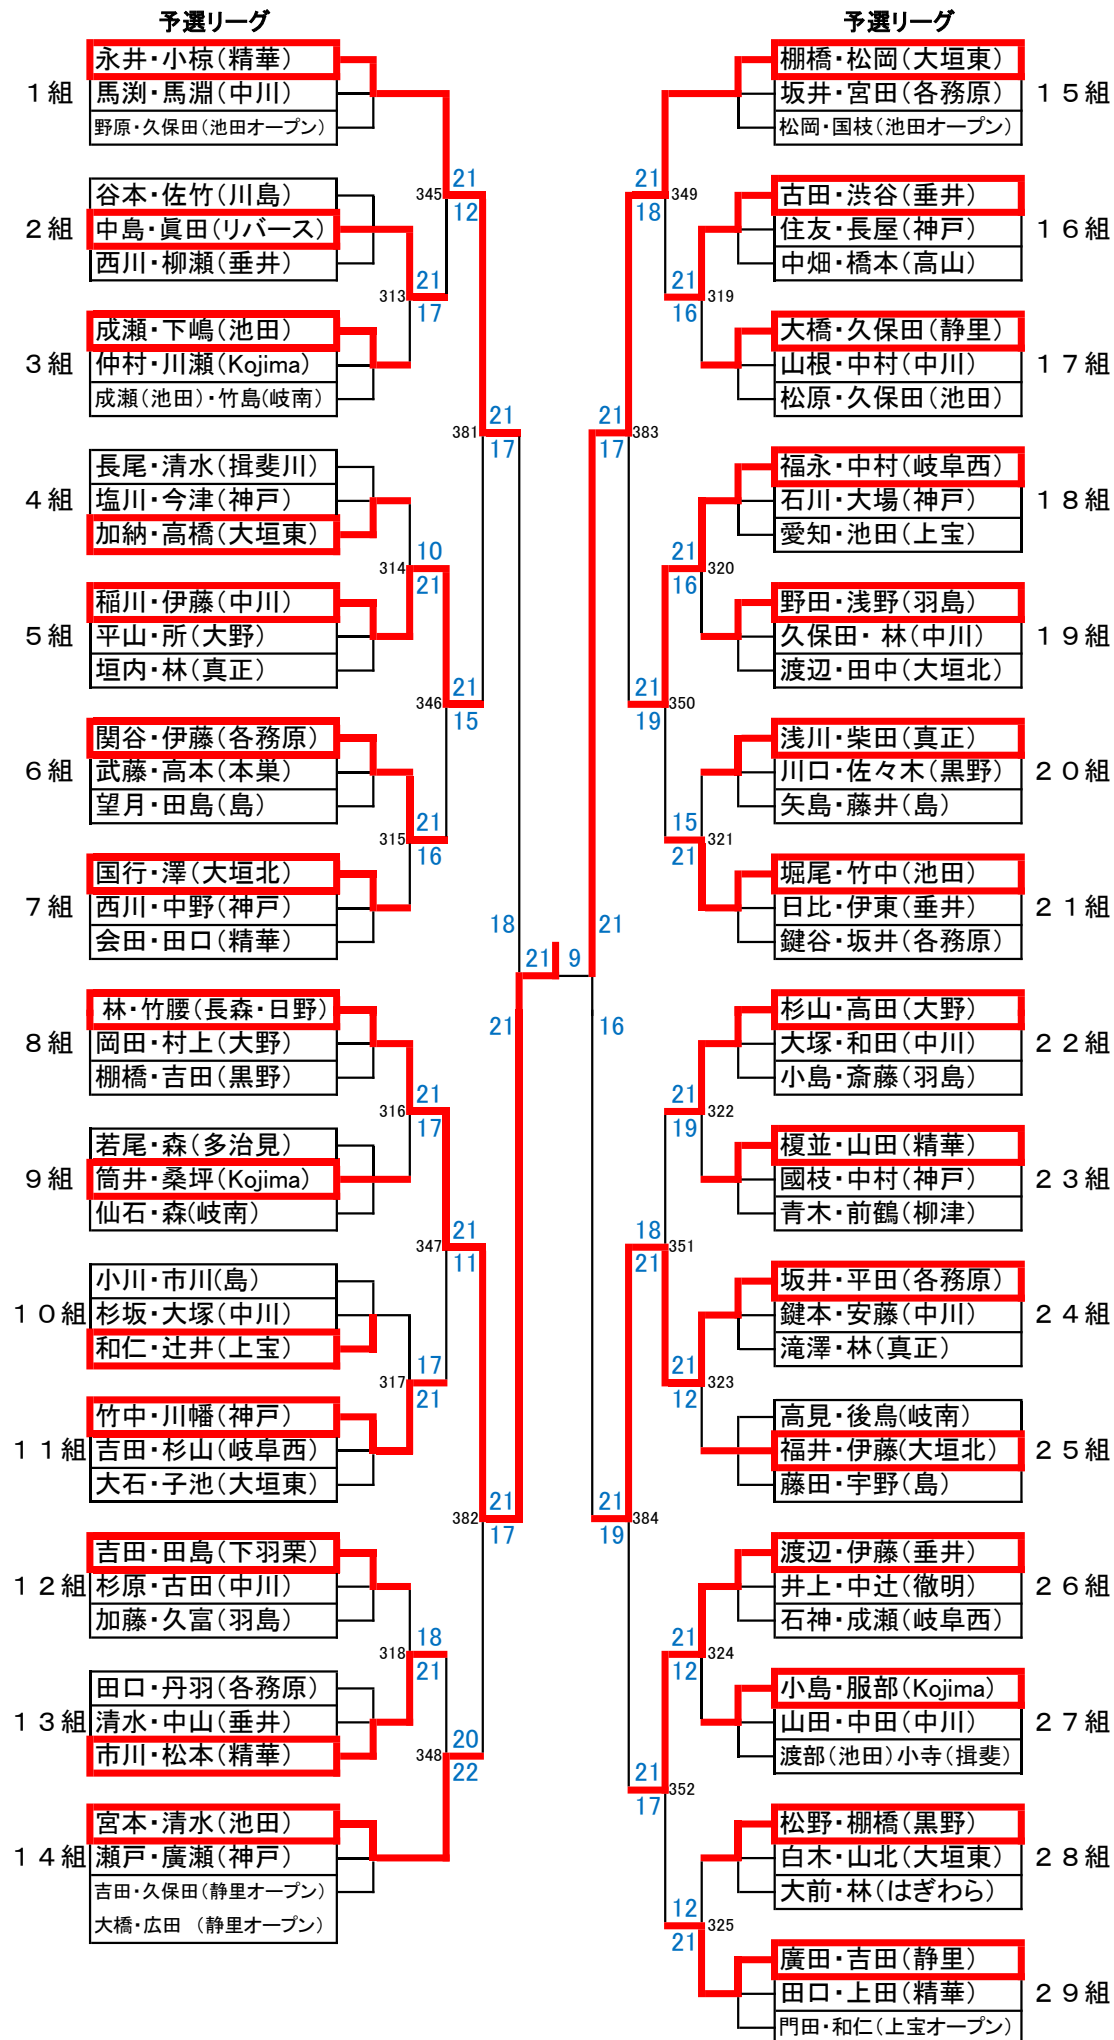 予選リーグ
1組
永井・小椋(精華)
馬渕・馬淵(中川)
野原・久保田(池田オープン)
2組
谷本・佐竹(川島)
中島・眞田(リバース)
西川・柳瀬(垂井)
3組
成瀬・下嶋(池田)
仲村・川瀬(Kojima)
成瀬(池田)・竹島(岐南)
4組
長尾・清水(揖斐川)
塩川・今津(神戸)
加納・高橋(大垣東)
5組
稲川・伊藤(中川)
平山・所(大野)
垣内・林(真正)
6組
関谷・伊藤(各務原)
武藤・高本(本巣)
望月・田島(島)
7組
国行・澤(大垣北)
西川・中野(神戸)
会田・田口(精華)
8組
林・竹腰(長森・日野)
岡田・村上(大野)
棚橋・吉田(黒野)
9組
若尾・森(多治見)
筒井・桑坪(Kojima)
仙石・森(岐南)
10組
小川・市川(島)
杉坂・大塚(中川)
和仁・辻井(上宝)
11組
竹中・川幡(神戸)
吉田・杉山(岐阜西)
大石・子池(大垣東)
12組
吉田・田島(下羽栗)
杉原・古田(中川)
加藤・久富(羽島)
13組
田口・丹羽(各務原)
清水・中山(垂井)
市川・松本(精華)
14組
宮本・清水(池田)
瀬戸・廣瀬(神戸)
吉田・久保田(静里オープン)
大橋・広田 (静里オープン)
345
21
12
313
21
17
381
21
17
314
10
21
346
21
15
315
21
16
316
21
17
347
21
11
317
17
21
382
21
17
318
18
21
348
20
22
18
21
21
9
21
16
予選リーグ
棚橋・松岡(大垣東)
坂井・宮田(各務原)
松岡・国枝(池田オープン)
15組
古田・渋谷(垂井)
住友・長屋(神戸)
中畑・橋本(高山)
16組
大橋・久保田(静里)
山根・中村(中川)
松原・久保田(池田)
17組
福永・中村(岐阜西)
石川・大場(神戸)
愛知・池田(上宝)
18組
野田・浅野(羽島)
久保田・ 林(中川)
渡辺・田中(大垣北)
19組
浅川・柴田(真正)
川口・佐々木(黒野)
矢島・藤井(島)
20組
堀尾・竹中(池田)
日比・伊東(垂井)
鍵谷・坂井(各務原)
21組
杉山・高田(大野)
大塚・和田(中川)
小島・斎藤(羽島)
22組
榎並・山田(精華)
國枝・中村(神戸)
青木・前鶴(柳津)
23組
坂井・平田(各務原)
鍵本・安藤(中川)
滝澤・林(真正)
24組
高見・後鳥(岐南)
福井・伊藤(大垣北)
藤田・宇野(島)
25組
渡辺・伊藤(垂井)
井上・中辻(徹明)
石神・成瀬(岐阜西)
26組
小島・服部(Kojima)
山田・中田(中川)
渡部(池田)小寺(揖斐)
27組
松野・棚橋(黒野)
白木・山北(大垣東)
大前・林(はぎわら)
28組
廣田・吉田(静里)
田口・上田(精華)
門田・和仁(上宝オープン)
29組
21
18
349
21
16
319
21
17
383
21
16
320
21
19
350
15
21
321
21
19
322
18
21
351
21
12
323
21
19
384
21
12
324
21
17
352
12
21
325